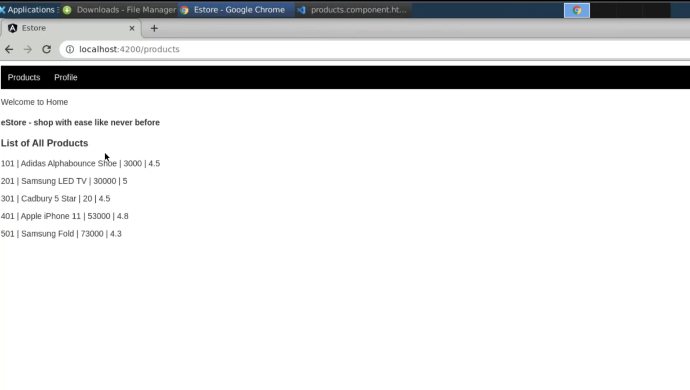 Applications
Downloads - File Manager
Estore - Google Chrome
products.component.ht...
Estore
localhost:4200/products
Products Profile
Welcome to Home
eStore - shop with ease like never before
List of All Products
101 | Adidas Alphabounce Shoe | 3000 | 4.5
201 | Samsung LED TV | 30000 | 5
301 | Cadbury 5 Star | 20 | 4.5
401 | Apple iPhone 11 | 53000 | 4.8
501 | Samsung Fold | 73000 | 4.3